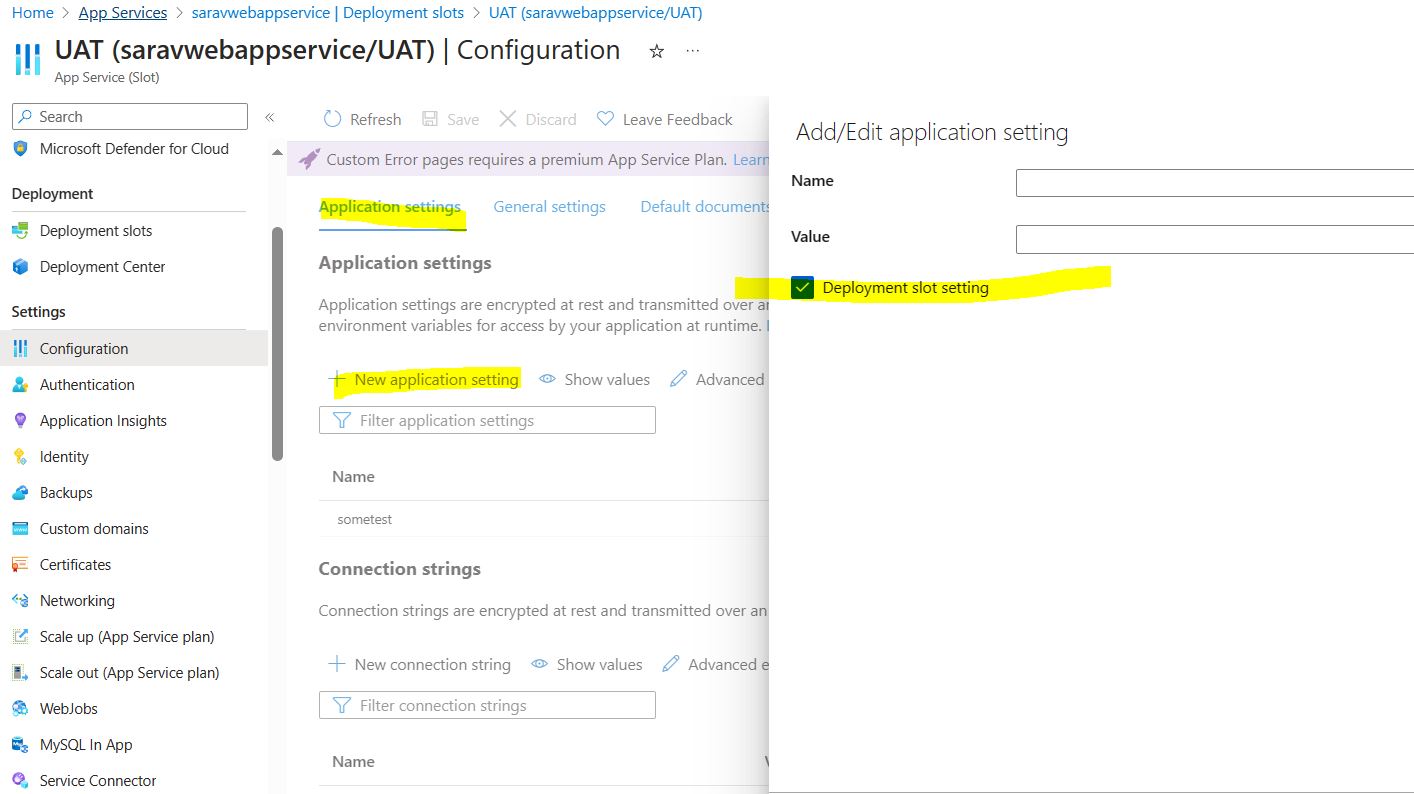 Home > App Services > saravwebappservice | Deployment slots > UAT (saravwebappservice/UAT)
UAT (saravwebappservice/UAT) | Configuration
App Service (Slot)
Search
Microsoft Defender for Cloud
Deployment
Deployment slots
Deployment Center
Settings
Configuration
Authentication
Application Insights
Identity
Backups
Custom domains
Certificates
Networking
Scale up (App Service plan)
Scale out (App Service plan)
WebJobs
MySQL In App
Service Connector
Refresh Save Discard Leave Feedback
Custom Error pages requires a premium App Service Plan. Learn
Application settings General settings Default documents
Application settings
Application settings are encrypted at rest and transmitted over an
environment variables for access by your application at runtime.
New application setting Show values Advanced
Filter application settings
Name
sometest
Connection strings
Connection strings are encrypted at rest and transmitted over an
New connection string Show values Advanced e
Filter connection strings
Name
Add/Edit application setting
Name
Value
Deployment slot setting